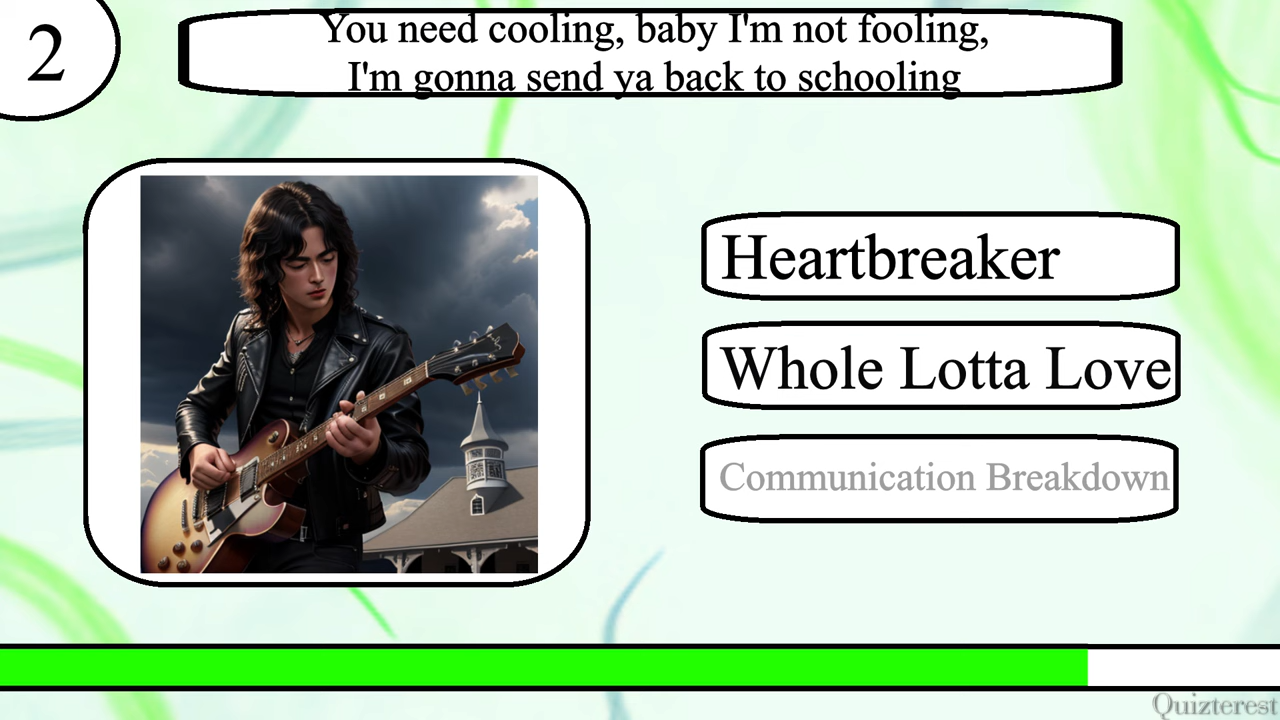 2
You need cooling, baby I'm not fooling,
I'm gonna send ya back to schooling
Heartbreaker
Whole Lotta Love
Communication Breakdown
Quizterest